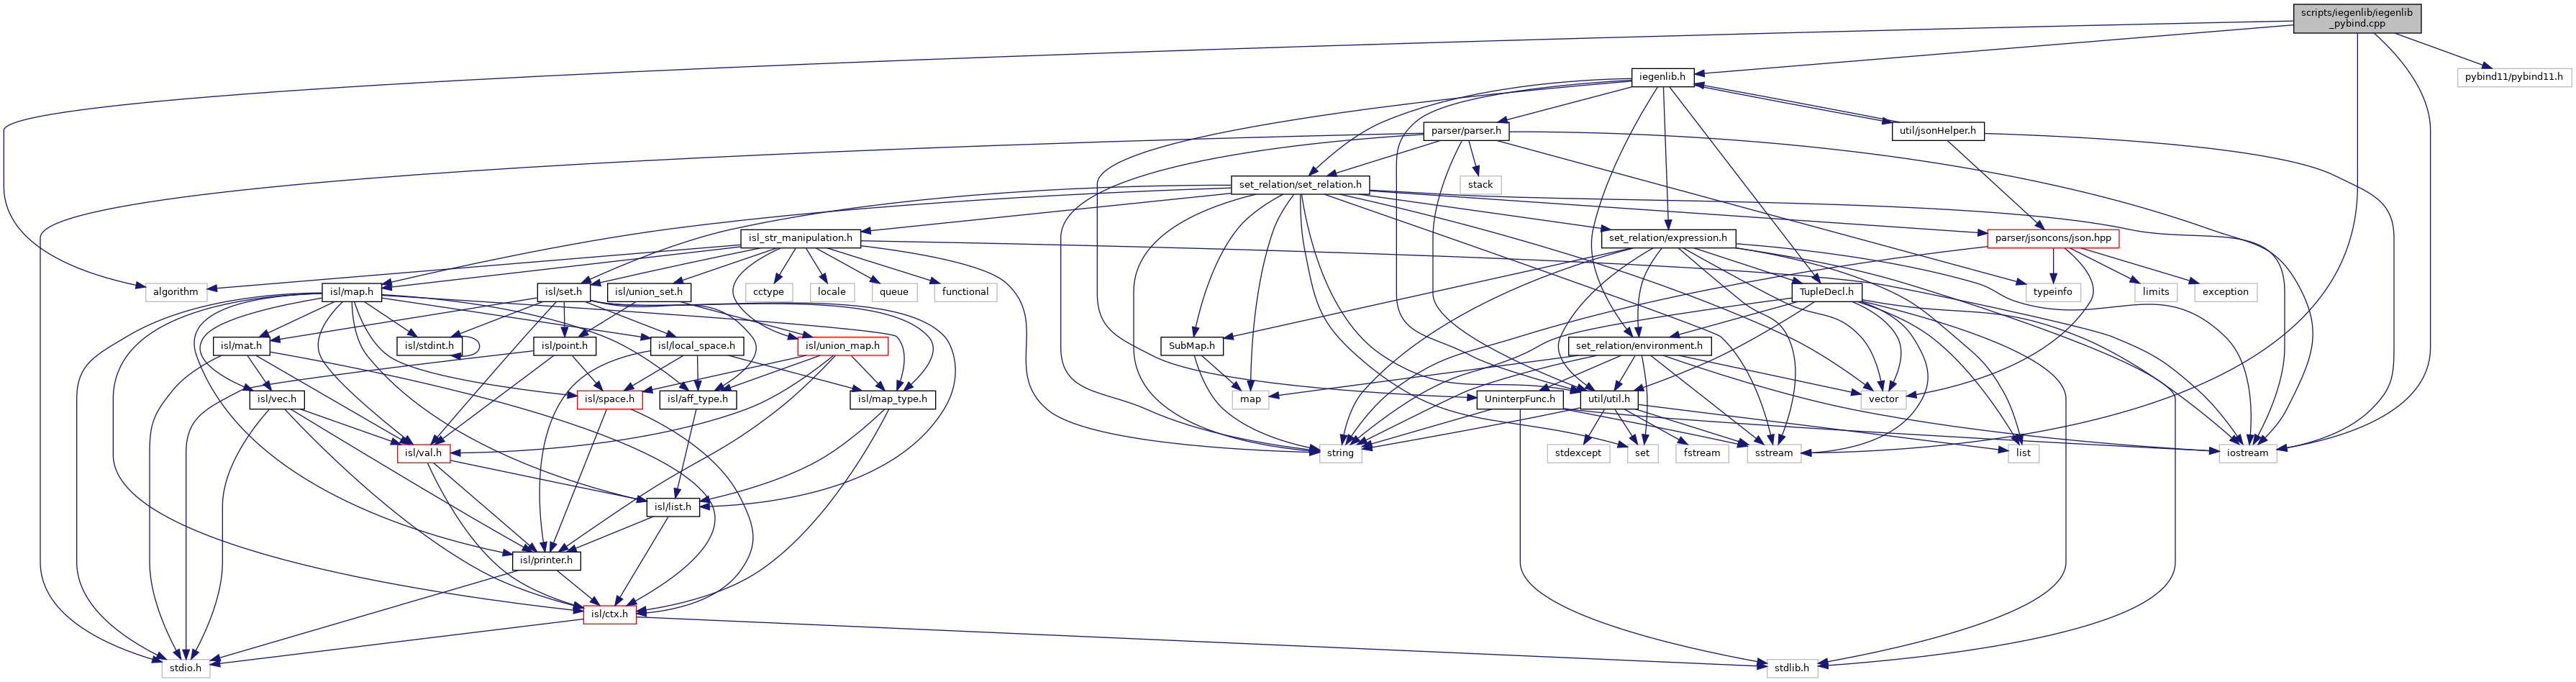 scripts/iegenlib/iegenlib
_pybind.cpp
iegenlib.h
pybind11/pybind11.h
parser/parser.h
util/jsonHelper.h
set_relation/set_relation.h
stack
isl_str_manipulation.h
set_relation/expression.h
parser/jsoncons/json.hpp
algorithm
isl/map.h
isl/set.h
isl/union_set.h
cctype
locale
queue
functional
TupleDecl.h
typeinfo
limits
exception
isl/mat.h
isl/stdint.h
isl/point.h
isl/local_space.h
isl/union_map.h
SubMap.h
set_relation/environment.h
isl/vec.h
isl/space.h
isl/aff_type.h
isl/map_type.h
map
UninterpFunc.h
util/util.h
vector
isl/val.h
string
stdexcept
set
fstream
sstream
list
iostream
isl/list.h
isl/printer.h
isl/ctx.h
stdio.h
stdlib.h